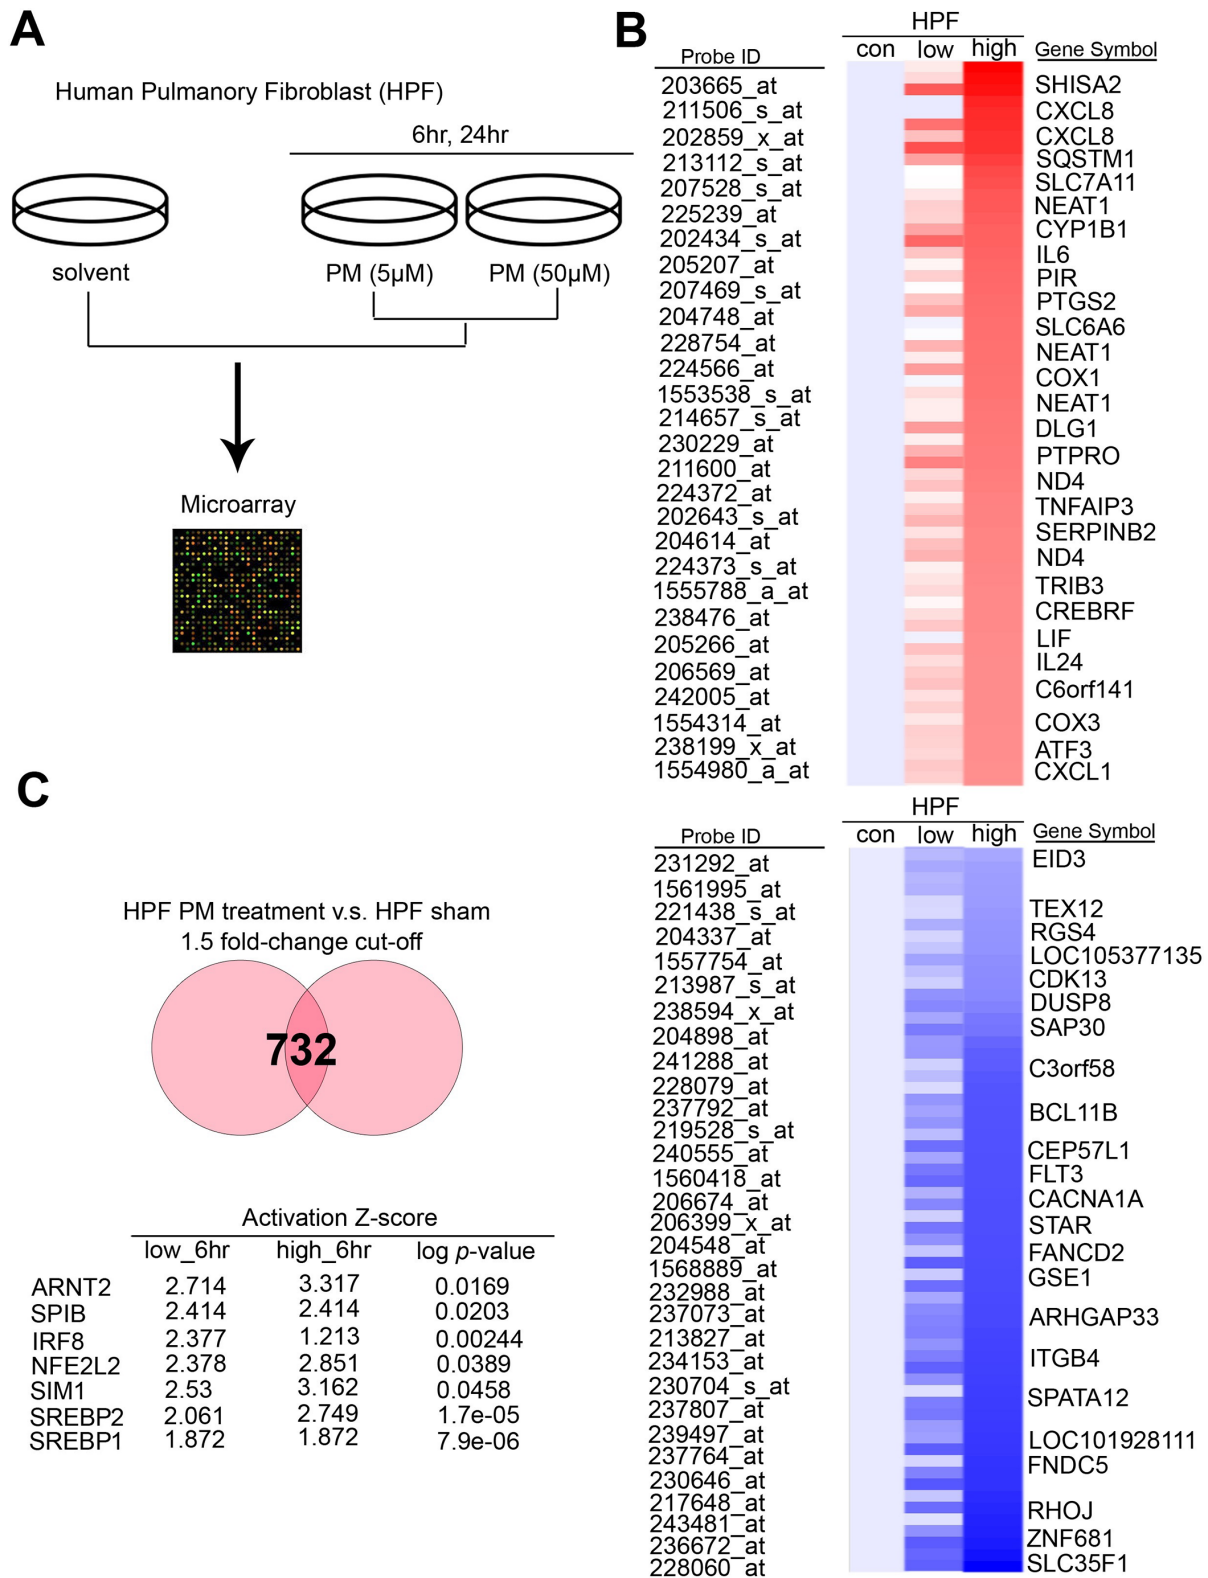 A
Human Pulmanory Fibroblast (HPF)
6hr, 24hr
solvent
PM (5μM)
PM (50μM)
Microarray
B
HPF
Probe ID
con
low
high
Gene Symbol
203665_at
211506_s_at
202859_x_at
213112_s_at
207528_s_at
225239_at
202434_s_at
205207_at
207469_s_at
204748_at
228754_at
224566_at
1553538_s_at
214657_s_at
230229_at
211600_at
224372_at
202643_s_at
204614_at
224373_s_at
1555788_a_at
238476_at
205266_at
206569_at
242005_at
1554314_at
238199_x_at
1554980_a_at
SHISA2
CXCL8
CXCL8
SQSTM1
SLC7A11
NEAT1
CYP1B1
IL6
PIR
PTGS2
SLC6A6
NEAT1
COX1
NEAT1
DLG1
PTPRO
ND4
TNFAIP3
SERPINB2
ND4
TRIB3
CREBRF
LIF
IL24
C6orf141
COX3
ATF3
CXCL1
HPF
Probe ID
con
low
high
Gene Symbol
231292_at
1561995_at
221438_s_at
204337_at
1557754_at
213987_s_at
238594_x_at
204898_at
241288_at
228079_at
237792_at
219528_s_at
240555_at
1560418_at
206674_at
206399_x_at
204548_at
1568889_at
232988_at
237073_at
213827_at
234153_at
230704_s_at
237807_at
239497_at
237764_at
230646_at
217648_at
243481_at
236672_at
228060_at
EID3
TEX12
RGS4
LOC105377135
CDK13
DUSP8
SAP30
C3orf58
BCL11B
CEP57L1
FLT3
CACNA1A
STAR
FANCD2
GSE1
ARHGAP33
ITGB4
SPATA12
LOC101928111
FNDC5
RHOJ
ZNF681
SLC35F1
C
HPF PM treatment v.s. HPF sham
1.5 fold-change cut-off
732
Activation Z-score
low_6hr high_6hr log p-value
ARNT2 2.714 3.317 0.0169
SPIB 2.414 2.414 0.0203
IRF8 2.377 1.213 0.00244
NFE2L2 2.378 2.851 0.0389
SIM1 2.53 3.162 0.0458
SREBP2 2.061 2.749 1.7e-05
SREBP1 1.872 1.872 7.9e-06